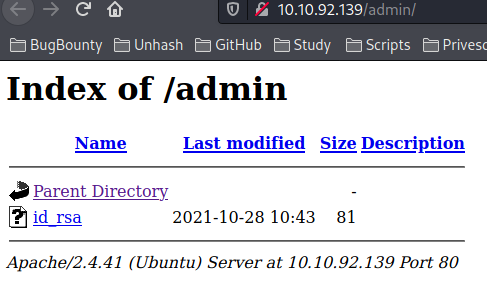 10.10.92.139/admin/
BugBounty Unhash GitHub Study Scripts Privesc
Index of /admin
Name Last modified Size Description
Parent Directory -
id_rsa 2021-10-28 10:43 81
Apache/2.4.41 (Ubuntu) Server at 10.10.92.139 Port 80